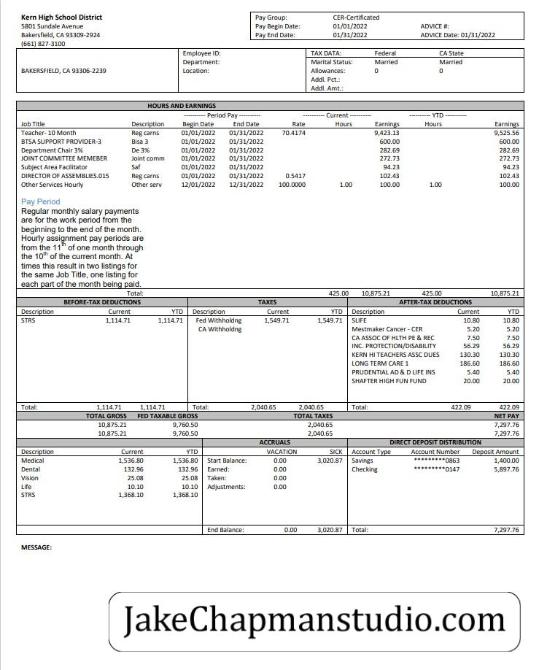 Kern High School District
5801 Sundale Avenue
Bakersfield, CA 93309-2924
(661) 827-3100
Pay Group: CER-Certificated
Pay Begin Date: 01/01/2022 ADVICE #:
Pay End Date: 01/31/2022 ADVICE Date: 01/31/2022
BAKERSFIELD, CA 93306-2239
Employee ID:
Department:
Location:
TAX DATA: Federal CA State
Marital Status: Married Married
Allowances: 0 0
Addl. Pct.:
Addl. Amt.:
HOURS AND EARNINGS
---------- Period Pay ---------- ---------- Current ---------- ---------- YTD ----------
Job Title Description Begin Date End Date Rate Hours Earnings Hours Earnings
Teacher- 10 Month Reg cams 01/01/2022 01/31/2022 70.4174 9,423.13 9,525.56
BTSA SUPPORT PROVIDER-3 Bisa 3 01/01/2022 01/31/2022 600.00 600.00
Department Chair 3% De 3% 01/01/2022 01/31/2022 282.69 282.69
JOINT COMMITTEE MEMEBER Joint comm 01/01/2022 01/31/2022 272.73 272.73
Subject Area Facilitator Saf 01/01/2022 01/31/2022 94.23 94.23
DIRECTOR OF ASSEMBLIES.015 Reg cams 01/01/2022 01/31/2022 0.5417 102.43 102.43
Other Services Hourly Other serv 12/01/2022 12/31/2022 100.0000 1.00 100.00 1.00 100.00
Pay Period
Regular monthly salary payments
are for the work period from the
beginning to the end of the month.
Hourly assignment pay periods are
from the 11th of one month through
the 10th of the current month. At
times this result in two listings for
the same Job Title, one listing for
each part of the month being paid.
Total: 425.00 10,875.21 425.00 10,875.21
BEFORE-TAX DEDUCTIONS
Description Current YTD
STRS 1,114.71 1,114.71
Total: 1,114.71 1,114.71
TAXES
Description Current YTD
Fed Withholdng 1,549.71 1,549.71
CA Withholdng
Total: 2,040.65 2,040.65
AFTER-TAX DEDUCTIONS
Description Current YTD
SLIFE 10.80 10.80
Mestmaker Cancer - CER 5.20 5.20
CA ASSOC OF HLTH PE & REC 7.50 7.50
INC. PROTECTION/DISABILITY 56.29 56.29
KERN HI TEACHERS ASSC DUES 130.30 130.30
LONG TERM CARE 1 186.60 186.60
PRUDENTIAL AD & D LIFE INS 5.40 5.40
SHAFTER HIGH FUN FUND 20.00 20.00
Total: 422.09 422.09
TOTAL GROSS FED TAXABLE GROSS TOTAL TAXES NET PAY
10,875.21 9,760.50 2,040.65 7,297.76
10,875.21 9,760.50 2,040.65 7,297.76
Description Current YTD
Medical 1,536.80 1,536.80
Dental 132.96 132.96
Vision 25.08 25.08
Life 10.10 10.10
STRS 1,368.10 1,368.10
ACCRUALS
VACATION SICK
Start Balance: 0.00 3,020.87
Earned: 0.00
Taken: 0.00
Adjustments: 0.00
End Balance: 0.00 3,020.87
DIRECT DEPOSIT DISTRIBUTION
Account Type Account Number Deposit Amount
Savings *********0863 1,400.00
Checking *********0147 5,897.76
Total: 7,297.76
MESSAGE:
JakeChapmanstudio.com